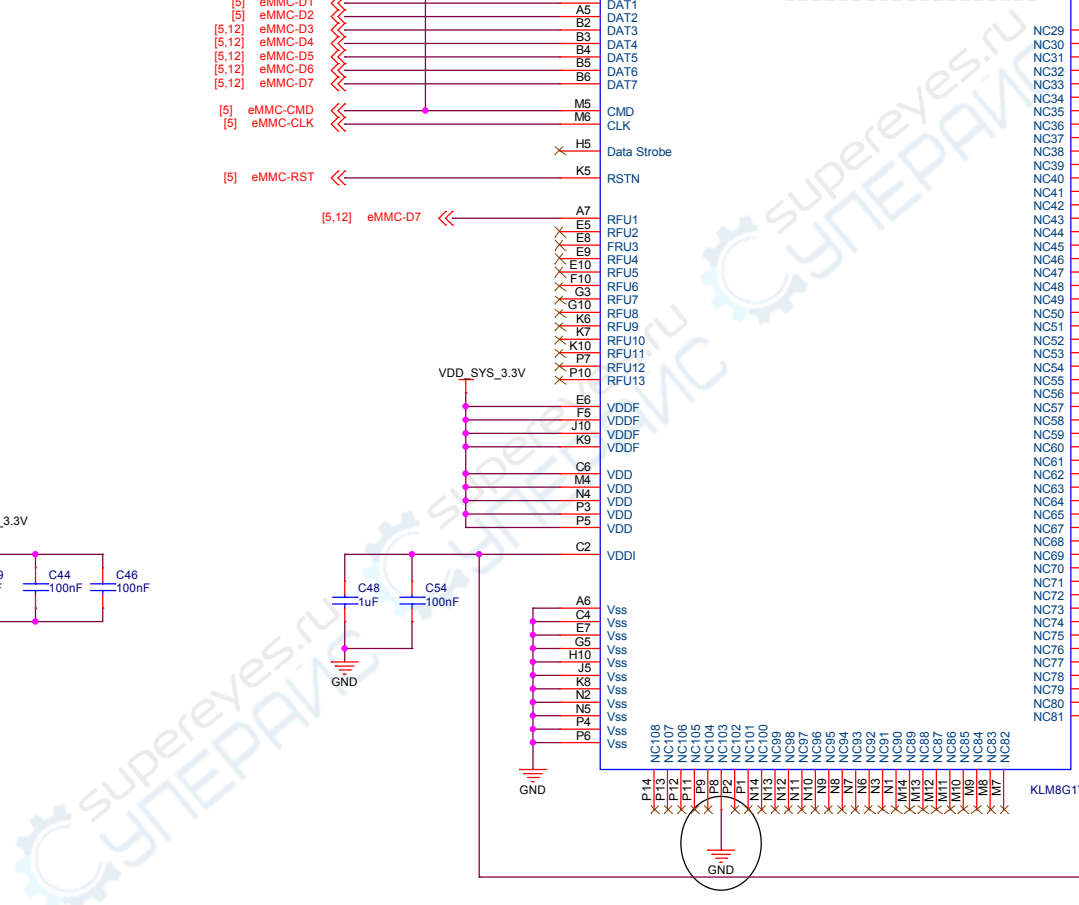 [5] eMMC-D1 DAT1
[5] eMMC-D2 A5 DAT2
[5,12] eMMC-D3 B2 DAT3
[5,12] eMMC-D4 B3 DAT4
[5,12] eMMC-D5 B4 DAT5
[5,12] eMMC-D6 B5 DAT6
[5,12] eMMC-D7 B6 DAT7
[5] eMMC-CMD M5 CMD
[5] eMMC-CLK M6 CLK
H5 Data Strobe
[5] eMMC-RST K5 RSTN
[5,12] eMMC-D7 A7 RFU1
E5 RFU2
E8 FRU3
E9 RFU4
E10 RFU5
F10 RFU6
G3 RFU7
G10 RFU8
K6 RFU9
K7 RFU10
K10 RFU11
P7 RFU12
P10 RFU13
VDD_SYS_3.3V
E6 VDDF
F5 VDDF
J10 VDDF
K9 VDDF
C6 VDD
M4 VDD
N4 VDD
P3 VDD
P5 VDD
C2 VDDI
_3.3V
9
F
C44
100nF
C46
100nF
C48
1uF
C54
100nF
GND
A6 Vss
C4 Vss
E7 Vss
G5 Vss
H10 Vss
J5 Vss
K8 Vss
N2 Vss
N5 Vss
P4 Vss
P6 Vss
GND
NC29
NC30
NC31
NC32
NC33
NC34
NC35
NC36
NC37
NC38
NC39
NC40
NC41
NC42
NC43
NC44
NC45
NC46
NC47
NC48
NC49
NC50
NC51
NC52
NC53
NC54
NC55
NC56
NC57
NC58
NC59
NC60
NC61
NC62
NC63
NC64
NC65
NC67
NC68
NC69
NC70
NC71
NC72
NC73
NC74
NC75
NC76
NC77
NC78
NC79
NC80
NC81
NC108 NC107 NC106 NC105 NC104 NC103 NC102 NC101 NC100 NC99 NC98 NC97 NC96 NC95 NC94 NC93 NC92 NC91 NC90 NC89 NC88 NC87 NC86 NC85 NC84 NC83 NC82
P14 P13 P12 P11 P9 P8 P2 P1 N14 N13 N12 N11 N10 N9 N8 N7 N6 N3 N1 M14 M13 M12 M11 M10 M9 M8 M7
KLM8G1
GND
supereyes.ru
СУПЕРАЙС
supereyes.ru
СУПЕРАЙС
supereyes.ru
СУПЕРАЙС